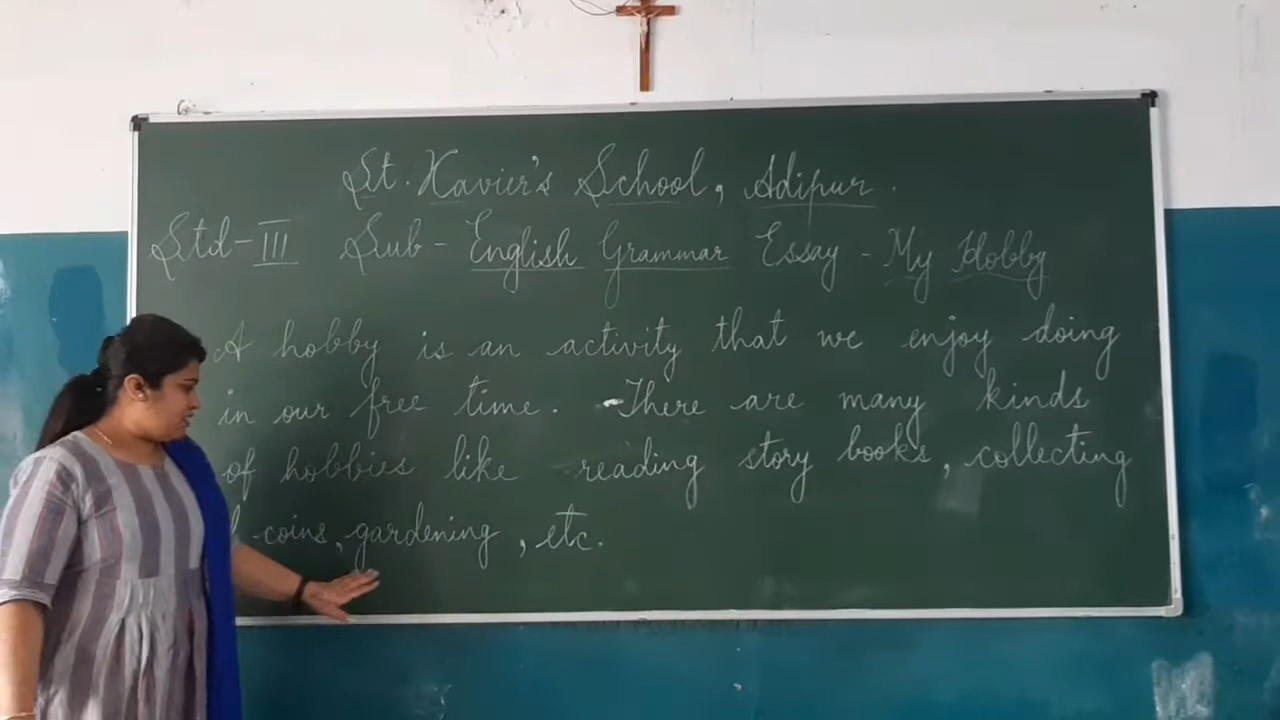 St. Xavier's School, Adipur.
Std-III Sub- English Grammar Essay - My Hobby
A hobby is an activity that we enjoy doing
in our free time. There are many kinds
of hobbies like reading story books, collecting
coins, gardening, etc.